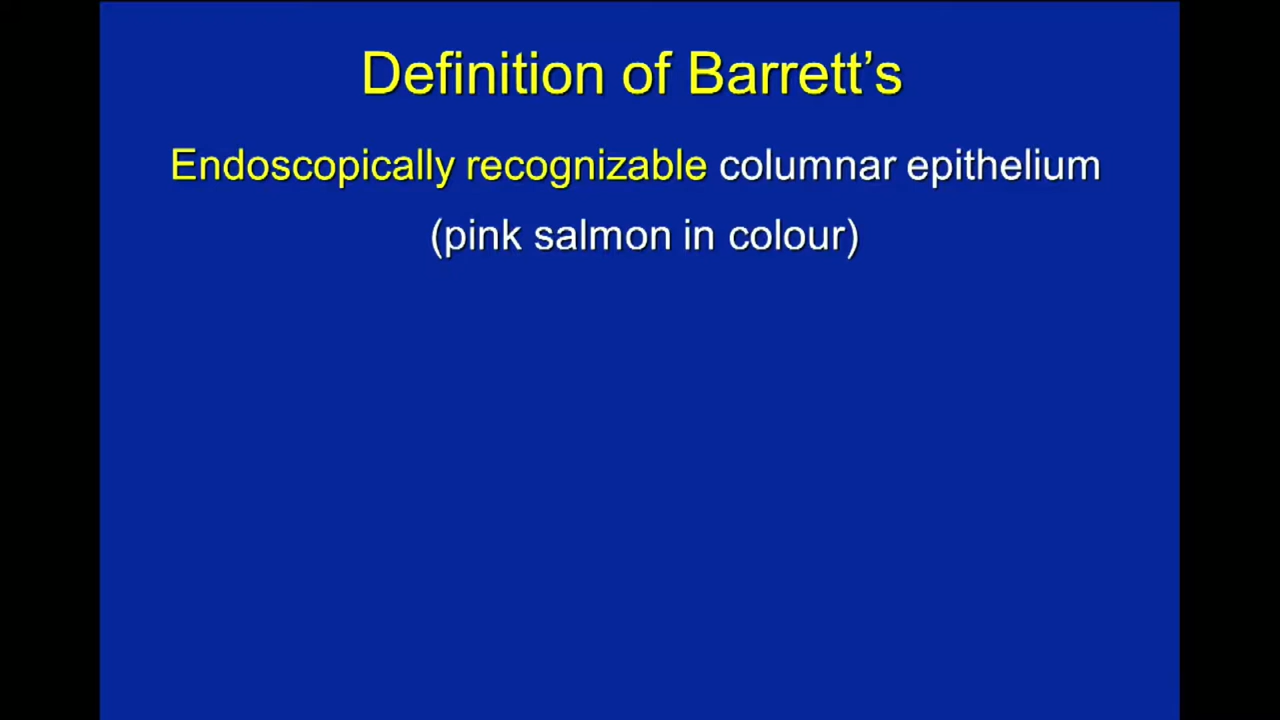 Definition of Barrett’s
Endoscopically recognizable columnar epithelium
(pink salmon in colour)